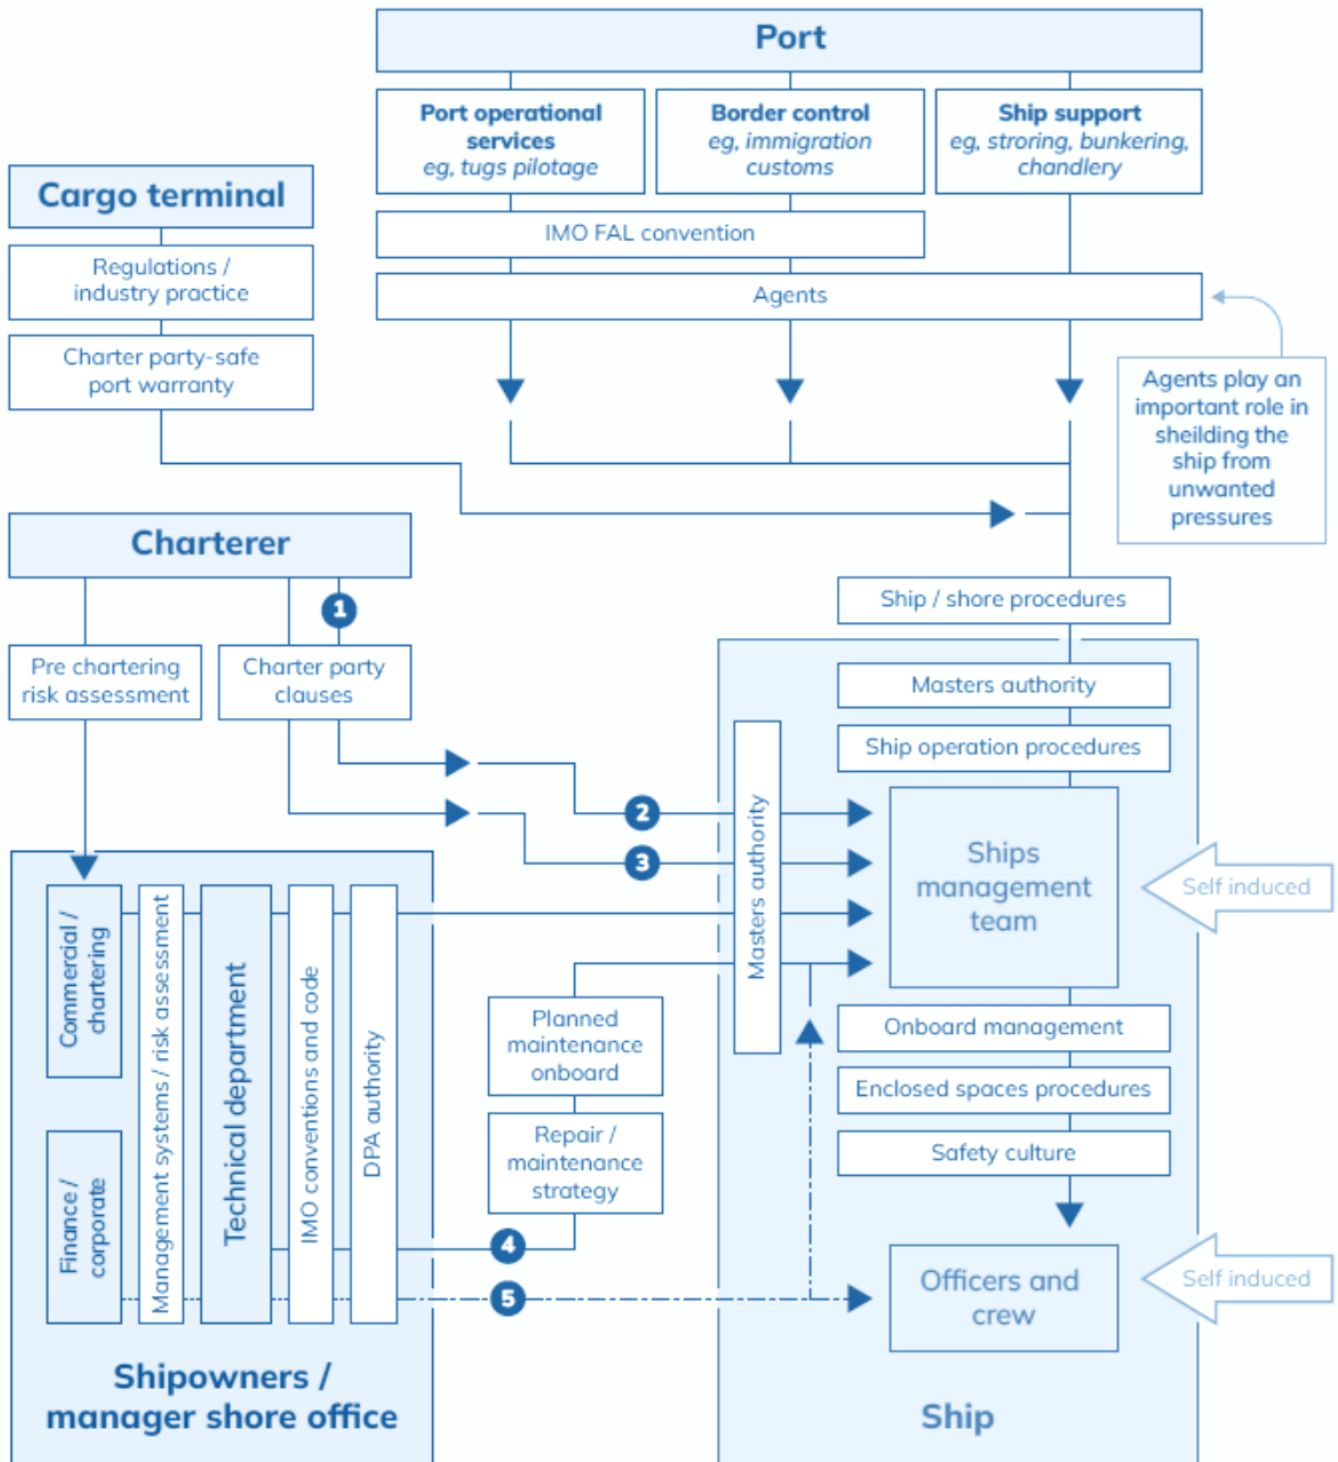 Port
Port operational
services
eg, tugs pilotage
Border control
eg, immigration
customs
Ship support
eg, stroring, bunkering,
chandlery
Cargo terminal
Regulations /
industry practice
Charter party-safe
port warranty
IMO FAL convention
Agents
Agents play an
important role in
sheilding the
ship from
unwanted
pressures
Charterer
1
Pre chartering
risk assessment
Charter party
clauses
Ship / shore procedures
Masters authority
Ship operation procedures
2
3
Masters authority
Ships
management
team
Self induced
Commercial /
chartering
Finance /
corporate
Management systems / risk assessment
Technical department
IMO conventions and code
DPA authority
Planned
maintenance
onboard
Repair /
maintenance
strategy
4
5
Onboard management
Enclosed spaces procedures
Safety culture
Officers and
crew
Self induced
Shipowners /
manager shore office
Ship